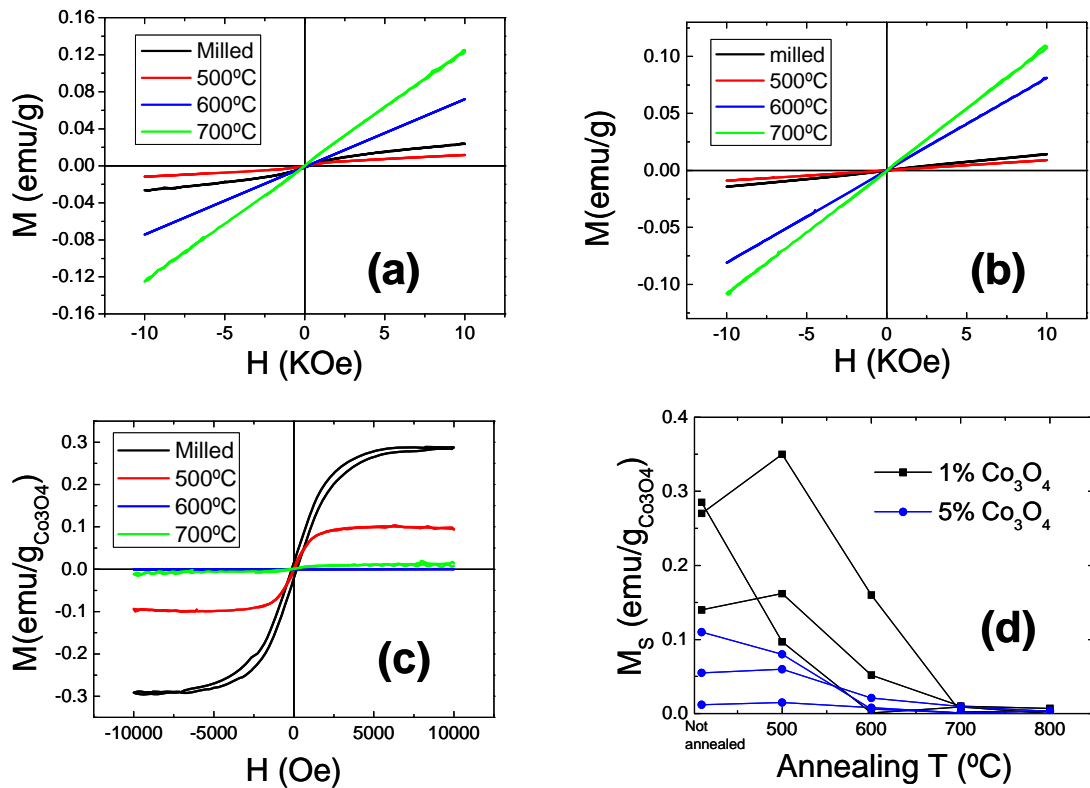 0.16
0.12
0.08
0.04
0.00
-0.04
-0.08
-0.12
-0.16
M (emu/g)
Milled
500ºC
600ºC
700ºC
(a)
-10 -5 0 5 10
H (KOe)
0.10
0.05
0.00
-0.05
-0.10
M(emu/g)
milled
500ºC
600ºC
700ºC
(b)
-10 -5 0 5 10
H (KOe)
0.3
0.2
0.1
0.0
-0.1
-0.2
-0.3
M(emu/g_Co3O4)
Milled
500ºC
600ºC
700ºC
(c)
-10000 -5000 0 5000 10000
H (Oe)
0.4
0.3
0.2
0.1
0.0
M_S (emu/g_Co3O4)
1% Co₃O₄
5% Co₃O₄
(d)
Not annealed 500 600 700 800
Annealing T (ºC)